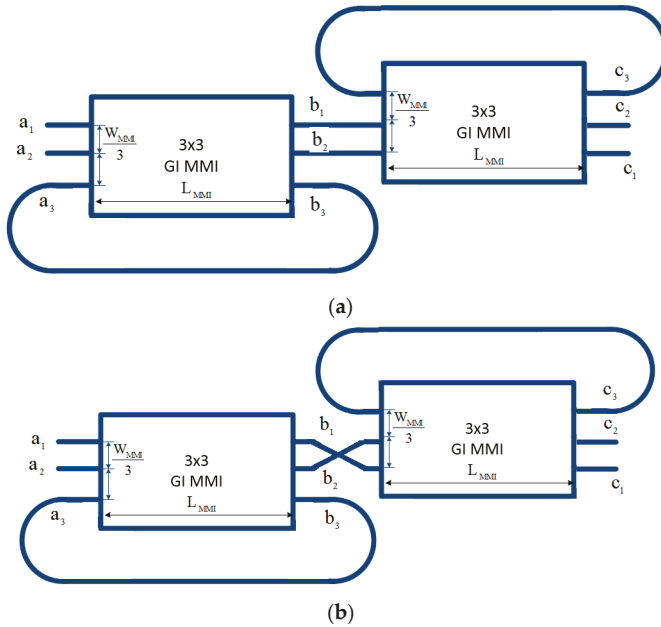 c₃
c₂
c₁
3x3
GI MMI
L_MMI
W_MMI
3
b₁
b₂
b₃
a₁
a₂
a₃
3x3
GI MMI
L_MMI
W_MMI
3
(a)
c₃
c₂
c₁
3x3
GI MMI
L_MMI
W_MMI
3
b₁
b₂
b₃
a₁
a₂
a₃
3x3
GI MMI
L_MMI
W_MMI
3
(b)